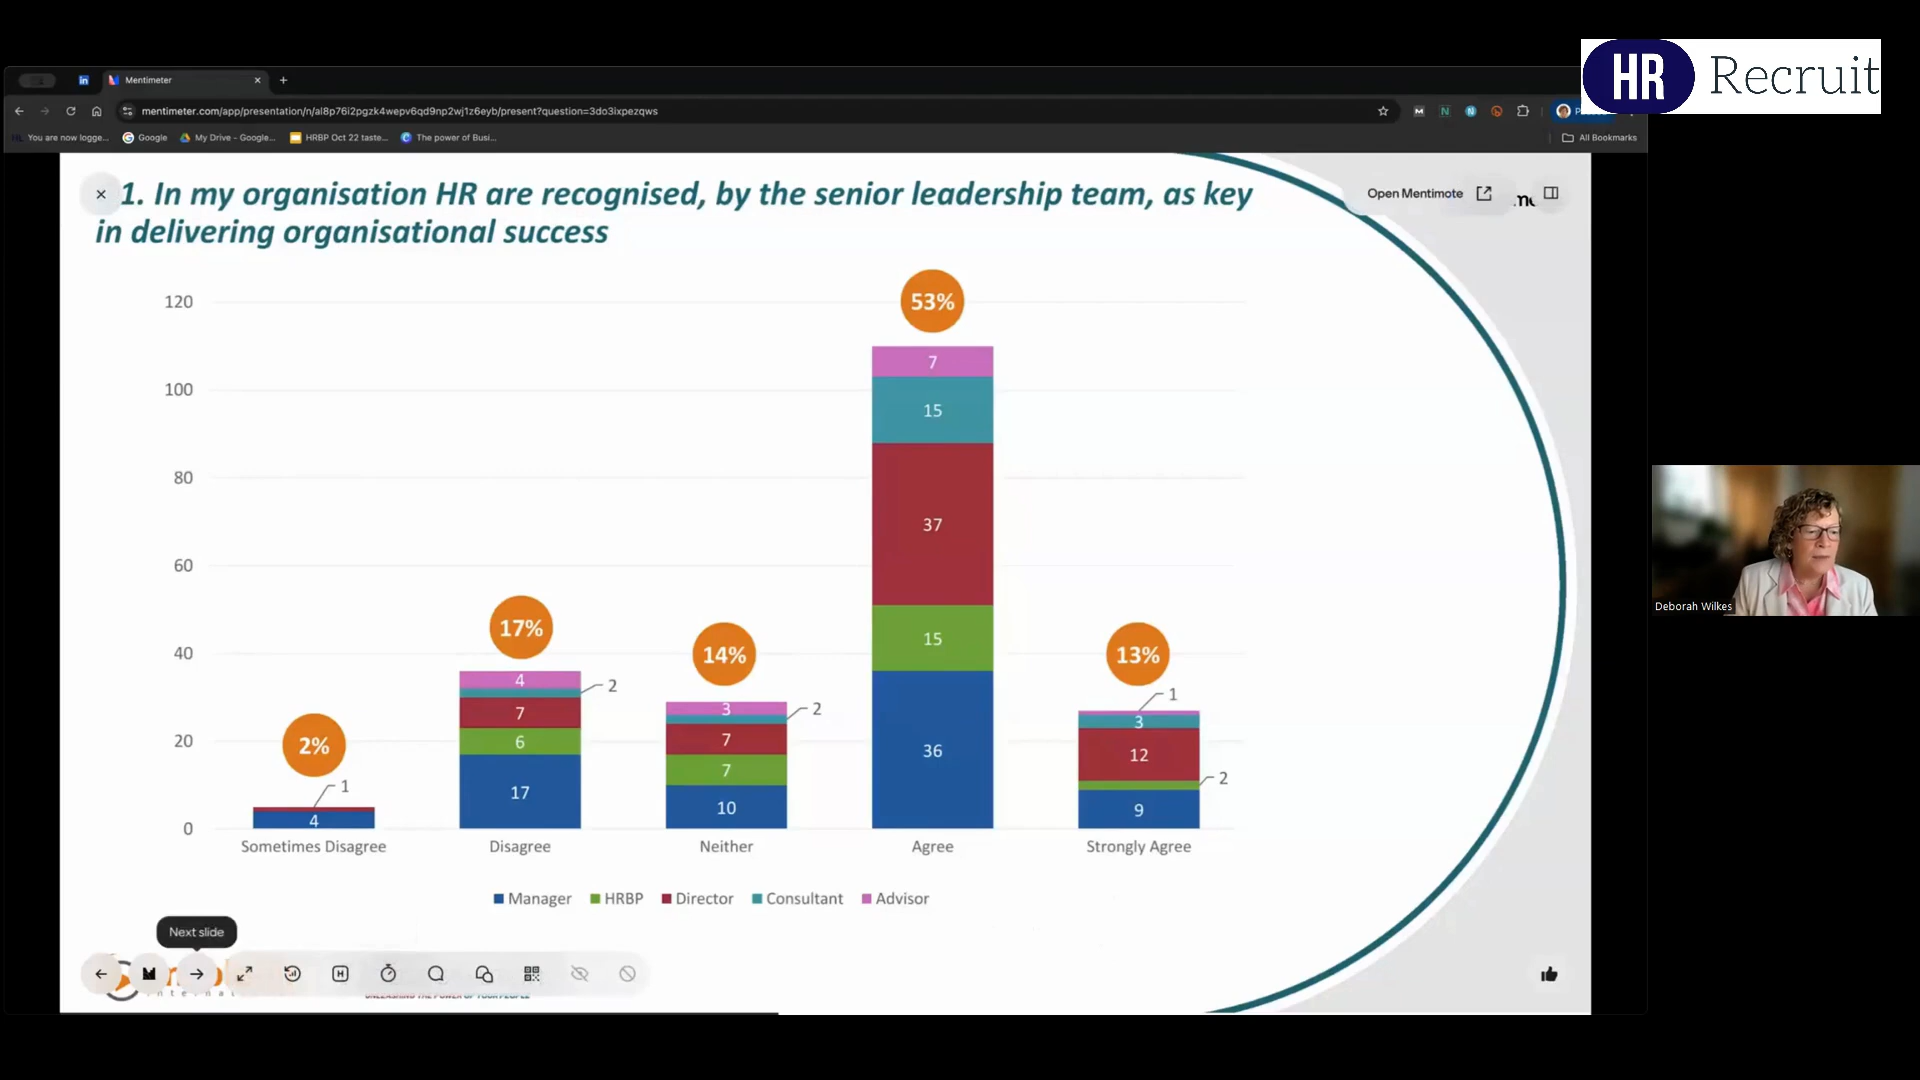 HR Recruit
Mentimeter
mentimeter.com/app/presentation/n/al8p76i2pgzk4wepv6qd9np2wj1z6eyb/present?question=3do3ixpezqws
You are now logge...
Google
My Drive - Google...
HRBP Oct 22 taste...
The power of Busi...
All Bookmarks
1. In my organisation HR are recognised, by the senior leadership team, as key
in delivering organisational success
Open Mentimote
120
100
80
60
40
20
0
2%
1
4
17%
4
2
7
6
17
14%
3
2
7
7
10
53%
7
15
37
15
36
13%
1
3
12
2
9
Sometimes Disagree
Disagree
Neither
Agree
Strongly Agree
Manager
HRBP
Director
Consultant
Advisor
Next slide
Deborah Wilkes